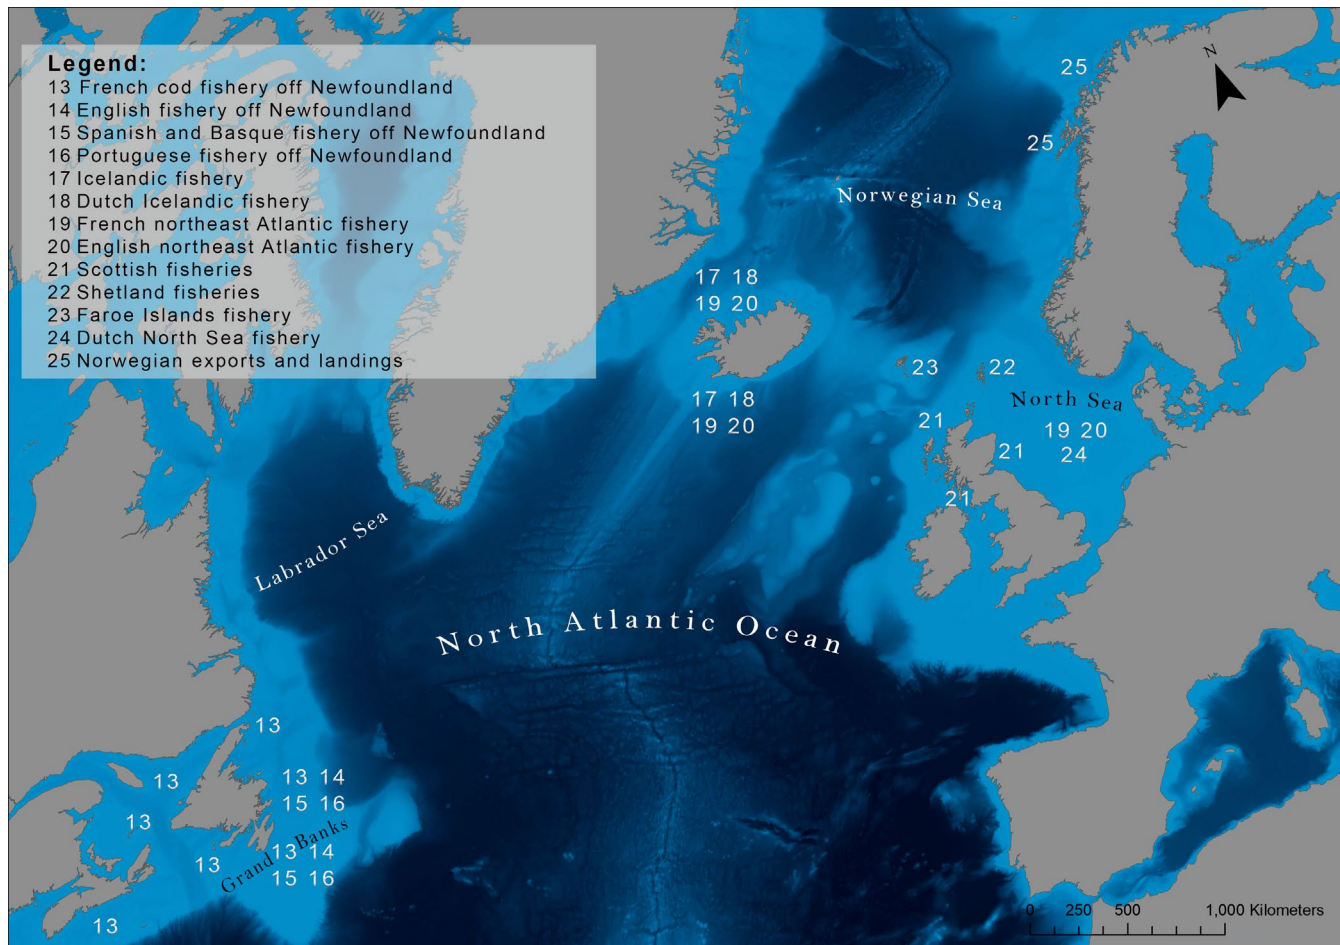 Legend:
13 French cod fishery off Newfoundland
14 English fishery off Newfoundland
15 Spanish and Basque fishery off Newfoundland
16 Portuguese fishery off Newfoundland
17 Icelandic fishery
18 Dutch Icelandic fishery
19 French northeast Atlantic fishery
20 English northeast Atlantic fishery
21 Scottish fisheries
22 Shetland fisheries
23 Faroe Islands fishery
24 Dutch North Sea fishery
25 Norwegian exports and landings
N
25
25
Norwegian Sea
17 18
19 20
23
22
17 18
19 20
North Sea
21
19 20
21
24
21
Labrador Sea
North Atlantic Ocean
13
13
13 14
15 16
13
Grand Banks
13 14
13
15 16
13
0 250 500 1,000 Kilometers